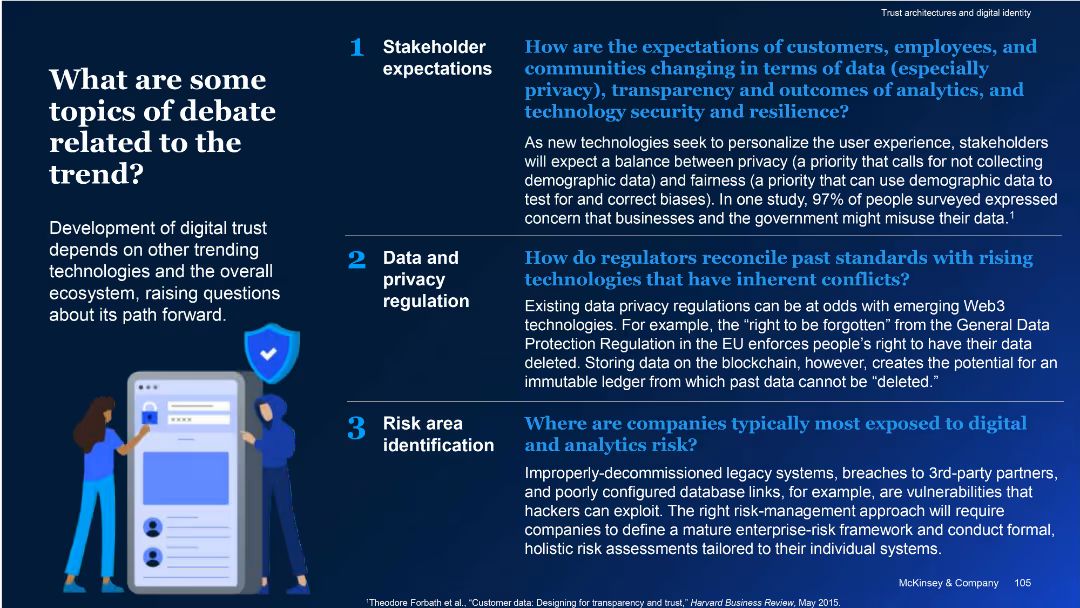 Trust architectures and digital identity
What are some
topics of debate
related to the
trend?
Development of digital trust
depends on other trending
technologies and the overall
ecosystem, raising questions
about its path forward.
1
Stakeholder
expectations
How are the expectations of customers, employees, and
communities changing in terms of data (especially
privacy), transparency and outcomes of analytics, and
technology security and resilience?
As new technologies seek to personalize the user experience, stakeholders
will expect a balance between privacy (a priority that calls for not collecting
demographic data) and fairness (a priority that can use demographic data to
test for and correct biases). In one study, 97% of people surveyed expressed
concern that businesses and the government might misuse their data.¹
2
Data and
privacy
regulation
How do regulators reconcile past standards with rising
technologies that have inherent conflicts?
Existing data privacy regulations can be at odds with emerging Web3
technologies. For example, the “right to be forgotten” from the General Data
Protection Regulation in the EU enforces people’s right to have their data
deleted. Storing data on the blockchain, however, creates the potential for an
immutable ledger from which past data cannot be “deleted.”
3
Risk area
identification
Where are companies typically most exposed to digital
and analytics risk?
Improperly-decommissioned legacy systems, breaches to 3rd-party partners,
and poorly configured database links, for example, are vulnerabilities that
hackers can exploit. The right risk-management approach will require
companies to define a mature enterprise-risk framework and conduct formal,
holistic risk assessments tailored to their individual systems.
McKinsey & Company 105
¹Theodore Forbath et al., “Customer data: Designing for transparency and trust,” Harvard Business Review, May 2015.